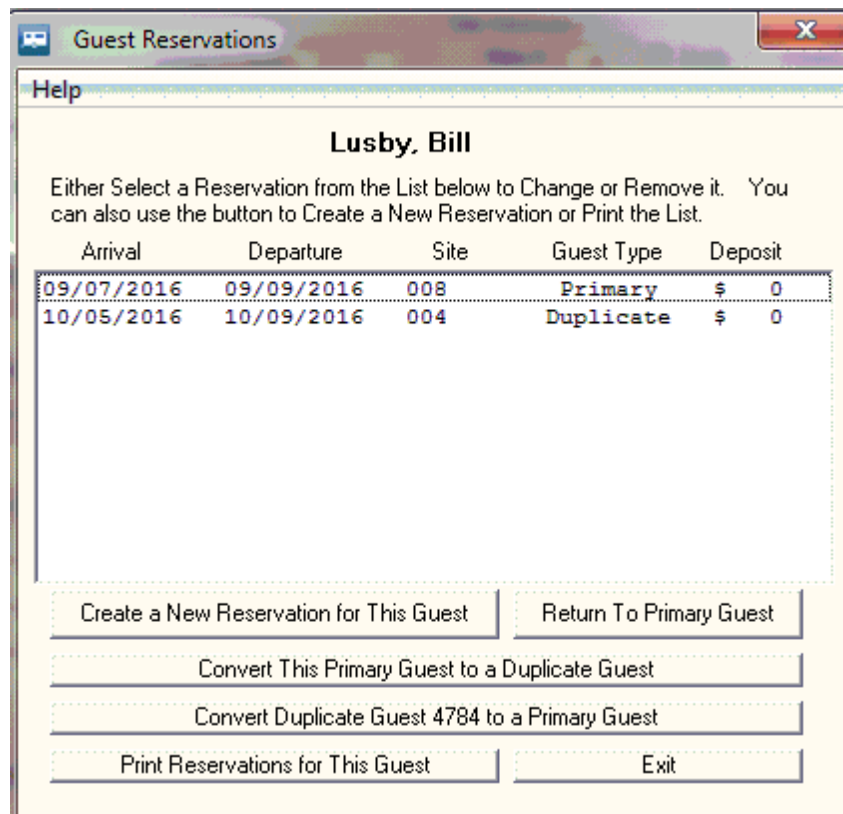 Guest Reservations
Help
Lusby, Bill
Either Select a Reservation from the List below to Change or Remove it. You
can also use the button to Create a New Reservation or Print the List.
Arrival Departure Site Guest Type Deposit
09/07/2016 09/09/2016 008 Primary $ 0
10/05/2016 10/09/2016 004 Duplicate $ 0
Create a New Reservation for This Guest Return To Primary Guest
Convert This Primary Guest to a Duplicate Guest
Convert Duplicate Guest 4784 to a Primary Guest
Print Reservations for This Guest Exit